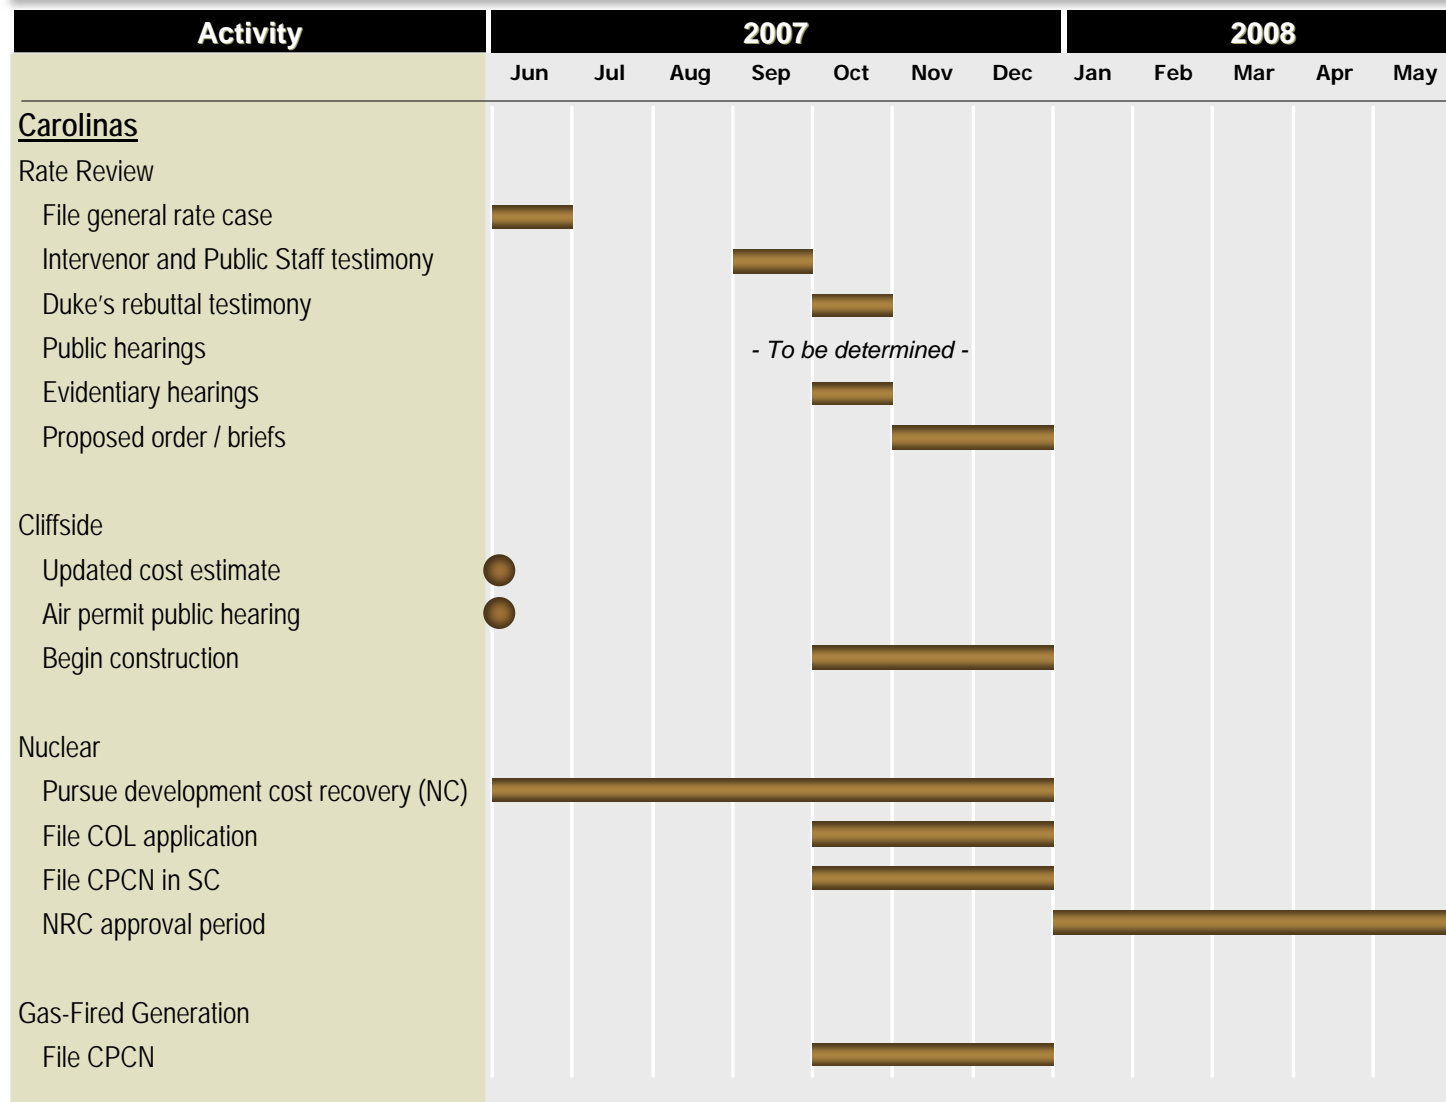 Activity 2007 2008
Jun Jul Aug Sep Oct Nov Dec Jan Feb Mar Apr May
Carolinas
Rate Review
File general rate case
Intervenor and Public Staff testimony
Duke's rebuttal testimony
Public hearings - To be determined -
Evidentiary hearings
Proposed order / briefs
Cliffside
Updated cost estimate
Air permit public hearing
Begin construction
Nuclear
Pursue development cost recovery (NC)
File COL application
File CPCN in SC
NRC approval period
Gas-Fired Generation
File CPCN